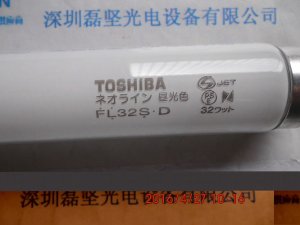 深圳磊坚光电设备有限公司
TOSHIBA
ネオライン 昼光色
FL32S·D
JET
32ワット
深圳磊坚光电设备有限公司